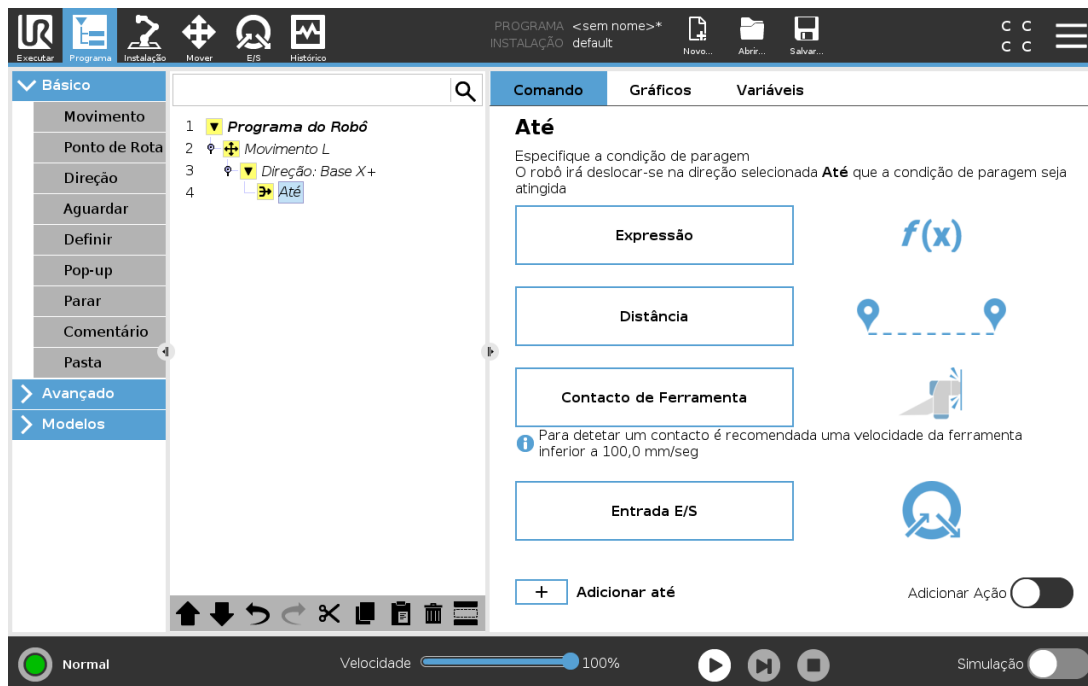 PROGRAMA <sem nome>*
INSTALAÇÃO default
Executar Programa Instalação Mover E/S Histórico Novo... Abrir... Salvar...
C C
C C
Básico
Movimento
Ponto de Rota
Direção
Aguardar
Definir
Pop-up
Parar
Comentário
Pasta
Avançado
Modelos
1 Programa do Robô
2 Movimento L
3 Direção: Base X+
4 Até
Comando Gráficos Variáveis
Até
Especifique a condição de paragem
O robô irá deslocar-se na direção selecionada Até que a condição de paragem seja
atingida
Expressão
f(x)
Distância
Contacto de Ferramenta
Para detetar um contacto é recomendada uma velocidade da ferramenta
inferior a 100,0 mm/seg
Entrada E/S
+ Adicionar até
Adicionar Ação
Normal
Velocidade 100%
Simulação